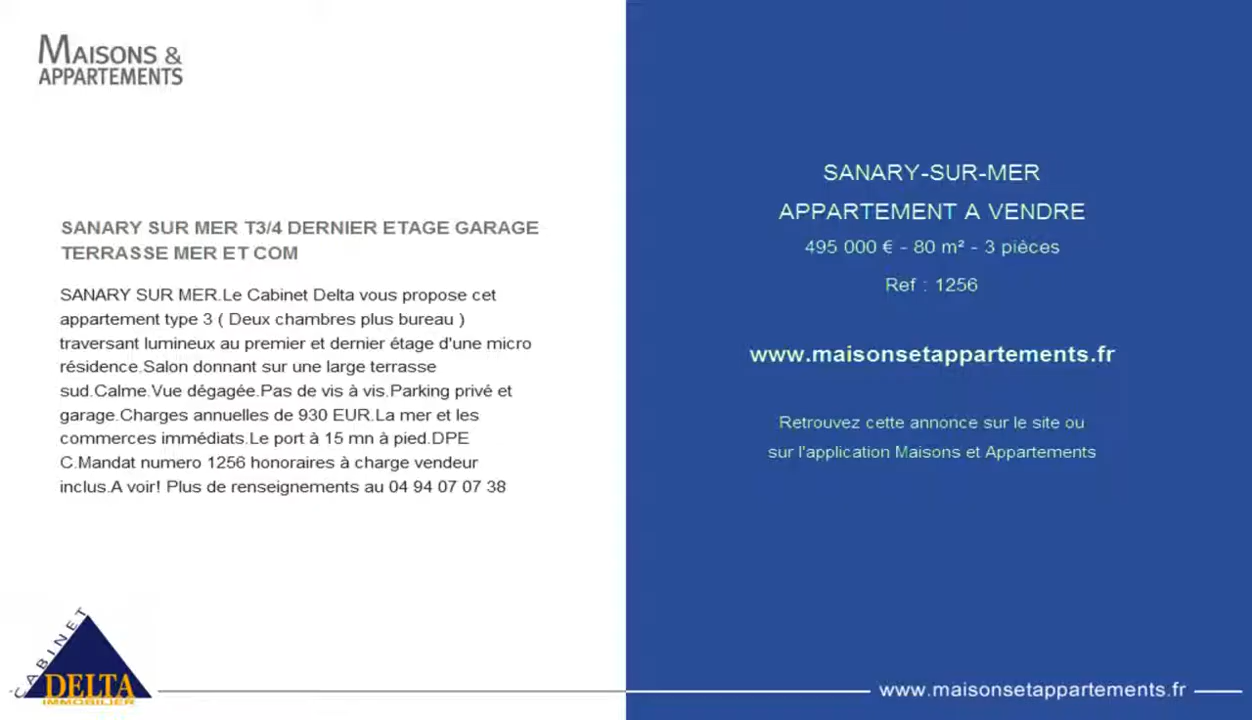 MAISONS &
APPARTEMENTS
SANARY SUR MER T3/4 DERNIER ETAGE GARAGE
TERRASSE MER ET COM
SANARY SUR MER.Le Cabinet Delta vous propose cet
appartement type 3 ( Deux chambres plus bureau )
traversant lumineux au premier et dernier étage d'une micro
résidence.Salon donnant sur une large terrasse
sud.Calme.Vue dégagée.Pas de vis à vis.Parking privé et
garage.Charges annuelles de 930 EUR.La mer et les
commerces immédiats.Le port à 15 mn à pied.DPE
C.Mandat numero 1256 honoraires à charge vendeur
inclus.A voir! Plus de renseignements au 04 94 07 07 38
CABINET
DELTA
IMMOBILIER
SANARY-SUR-MER
APPARTEMENT A VENDRE
495 000 € - 80 m² - 3 pièces
Ref : 1256
www.maisonsetappartements.fr
Retrouvez cette annonce sur le site ou
sur l'application Maisons et Appartements
www.maisonsetappartements.fr